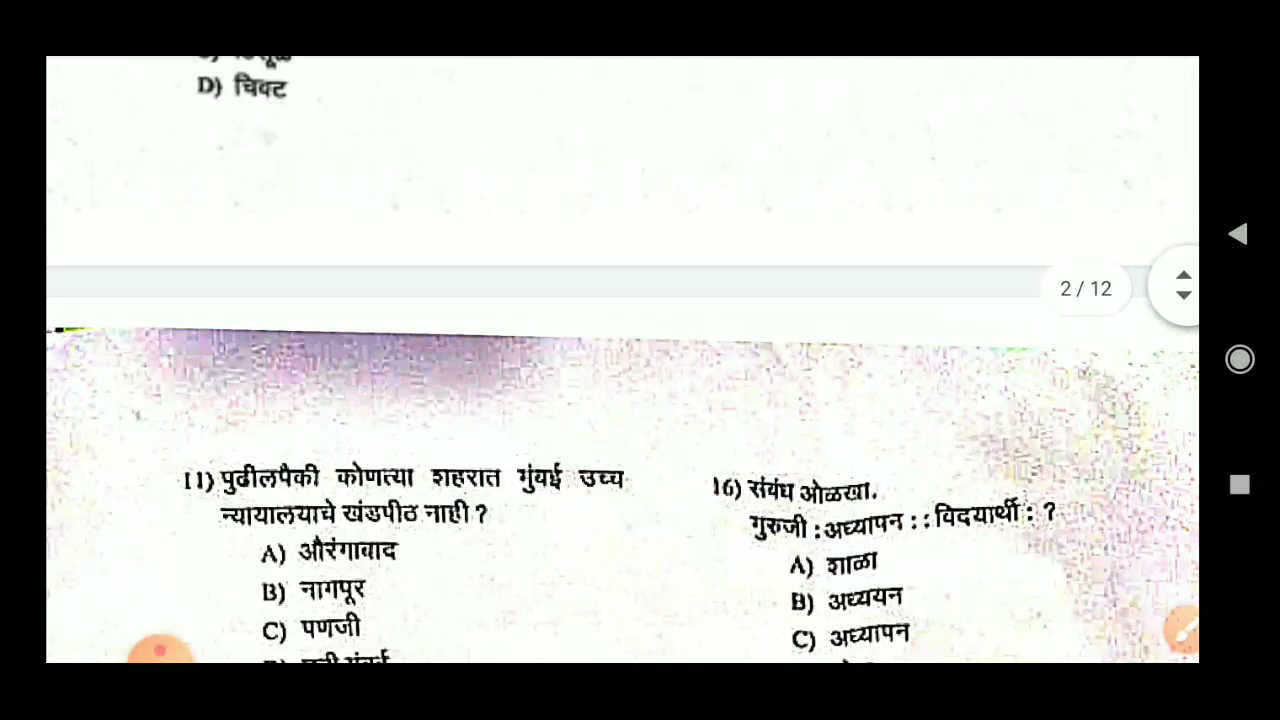 D) चिवट
2 / 12
11) पुढीलपैकी कोणत्या शहरात मुंबई उच्च
न्यायालयाचे खंडपीठ नाही ?
A) औरंगाबाद
B) नागपूर
C) पणजी
16) संबंध ओळखा.
गुरुजी : अध्यापन : : विदयार्थी : ?
A) शाळा
B) अध्ययन
C) अध्यापन